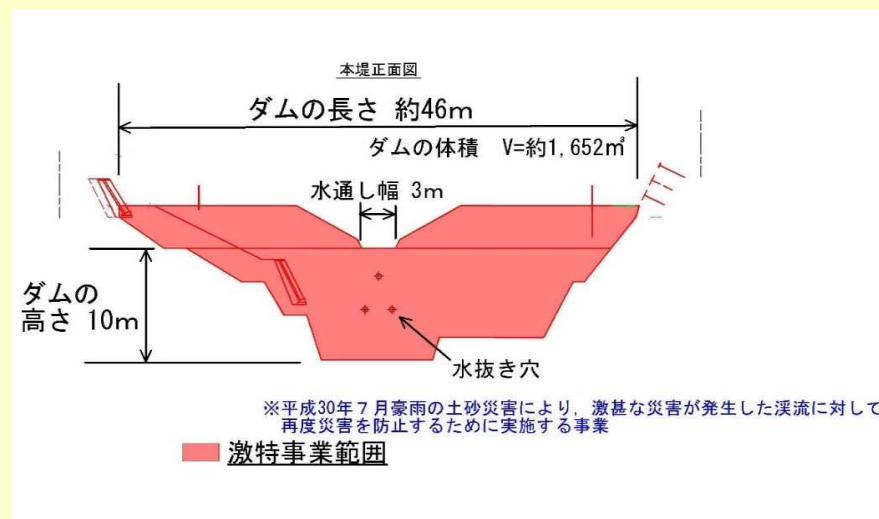 本堤正面図
ダムの長さ 約46m
ダムの体積 V=約1,652㎥
水通し幅 3m
ダムの
高さ 10m
水抜き穴
※平成30年7月豪雨の土砂災害により，激甚な災害が発生した渓流に対して
再度災害を防止するために実施する事業
激特事業範囲